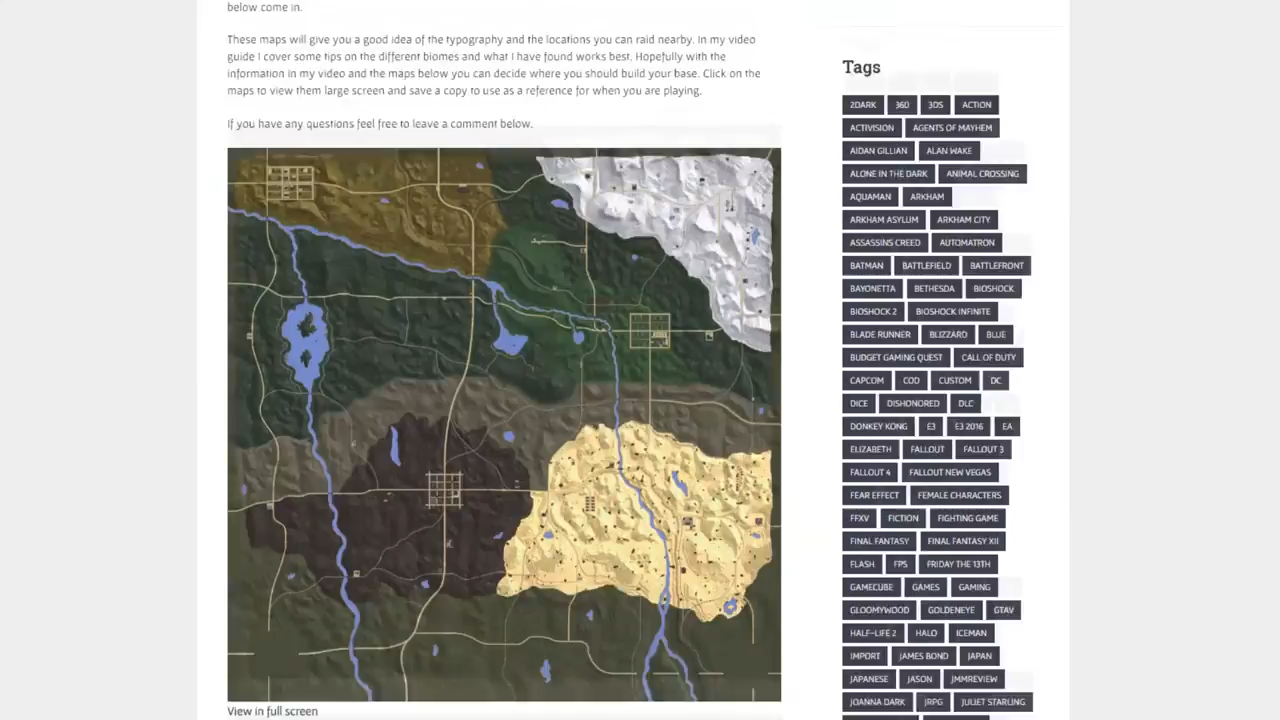 below come in.
These maps will give you a good idea of the typography and the locations you can raid nearby. In my video
guide I cover some tips on the different biomes and what I have found works best. Hopefully with the
information in my video and the maps below you can decide where you should build your base. Click on the
maps to view them large screen and save a copy to use as a reference for when you are playing.
If you have any questions feel free to leave a comment below.
View in full screen
Tags
2DARK 360 3DS ACTION
ACTIVISION AGENTS OF MAYHEM
AIDAN GILLIAN ALAN WAKE
ALONE IN THE DARK ANIMAL CROSSING
AQUAMAN ARKHAM
ARKHAM ASYLUM ARKHAM CITY
ASSASSINS CREED AUTOMATRON
BATMAN BATTLEFIELD BATTLEFRONT
BAYONETTA BETHESDA BIOSHOCK
BIOSHOCK 2 BIOSHOCK INFINITE
BLADE RUNNER BLIZZARD BLUE
BUDGET GAMING QUEST CALL OF DUTY
CAPCOM COD CUSTOM DC
DICE DISHONORED DLC
DONKEY KONG E3 E3 2016 EA
ELIZABETH FALLOUT FALLOUT 3
FALLOUT 4 FALLOUT NEW VEGAS
FEAR EFFECT FEMALE CHARACTERS
FFXV FICTION FIGHTING GAME
FINAL FANTASY FINAL FANTASY XII
FLASH FPS FRIDAY THE 13TH
GAMECUBE GAMES GAMING
GLOOMYWOOD GOLDENEYE GTAV
HALF-LIFE 2 HALO ICEMAN
IMPORT JAMES BOND JAPAN
JAPANESE JASON JMMREVIEW
JOANNA DARK JRPG JULIET STARLING